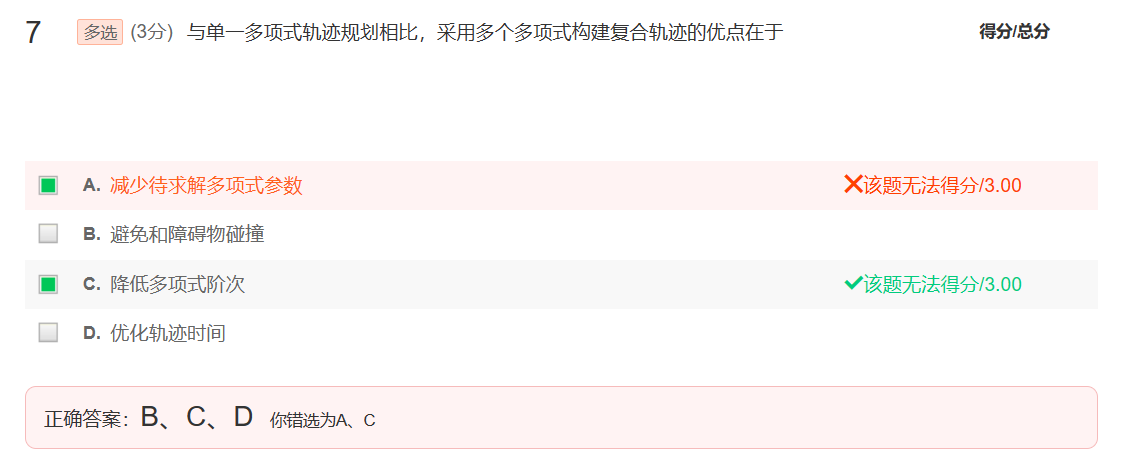 7 多选 (3分) 与单一多项式轨迹规划相比，采用多个多项式构建复合轨迹的优点在于 得分/总分
A. 减少待求解多项式参数 ✕该题无法得分/3.00
B. 避免和障碍物碰撞
C. 降低多项式阶次 ✓该题无法得分/3.00
D. 优化轨迹时间
正确答案：B、C、D 你错选为A、C